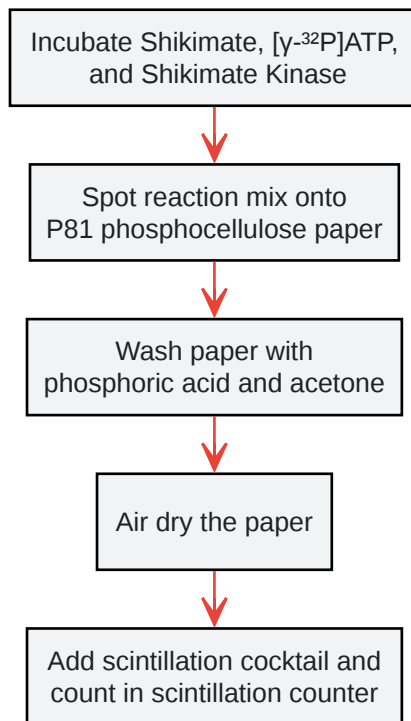 Incubate Shikimate, [γ-³²P]ATP,
and Shikimate Kinase
Spot reaction mix onto
P81 phosphocellulose paper
Wash paper with
phosphoric acid and acetone
Air dry the paper
Add scintillation cocktail and
count in scintillation counter